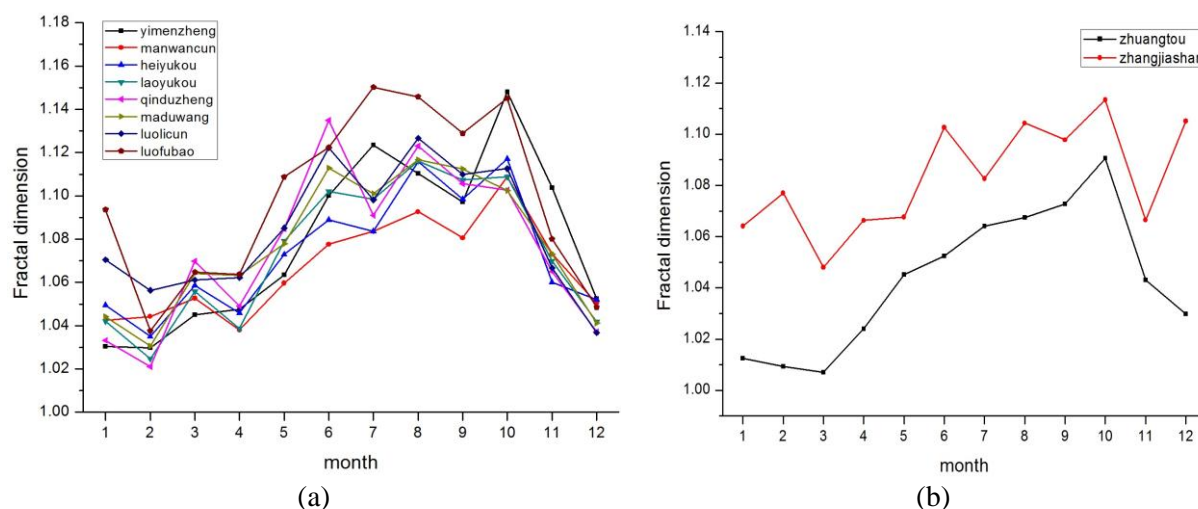 1.18
1.16
1.14
1.12
1.10
1.08
1.06
1.04
1.02
1.00
Fractal dimension
yimenzheng
manwancun
heiyukou
laoyukou
qinduzheng
maduwang
luolicun
luofubao
1 2 3 4 5 6 7 8 9 10 11 12
month
(a)
1.14
1.12
1.10
1.08
1.06
1.04
1.02
1.00
Fractal dimension
zhuangtou
zhangjiashan
1 2 3 4 5 6 7 8 9 10 11 12
month
(b)